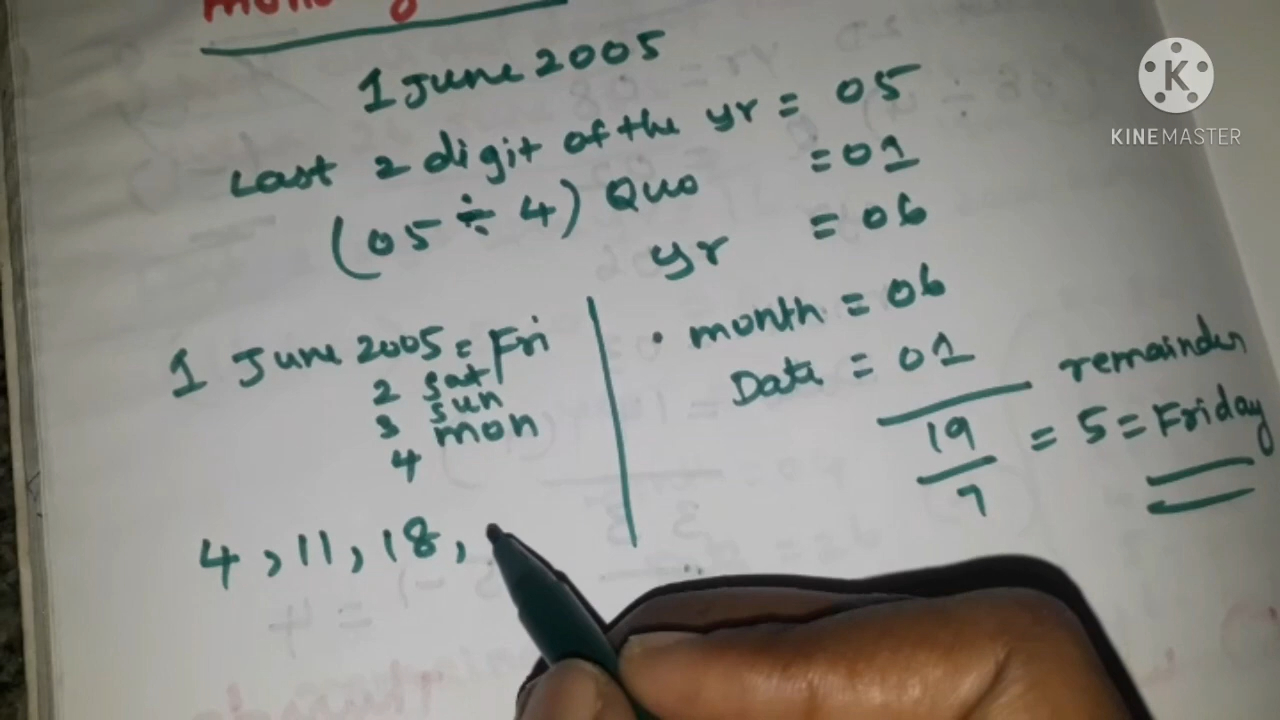 1 June 2005
Last 2 digit of the yr = 05
(05 ÷ 4) Quo = 01
yr = 06
month = 06
Date = 01
19/7 = 5 = Friday
remainder
1 June 2005 = Fri
2 Sat
3 Sun
4 mon
4, 11, 18,
K
KINEMASTER